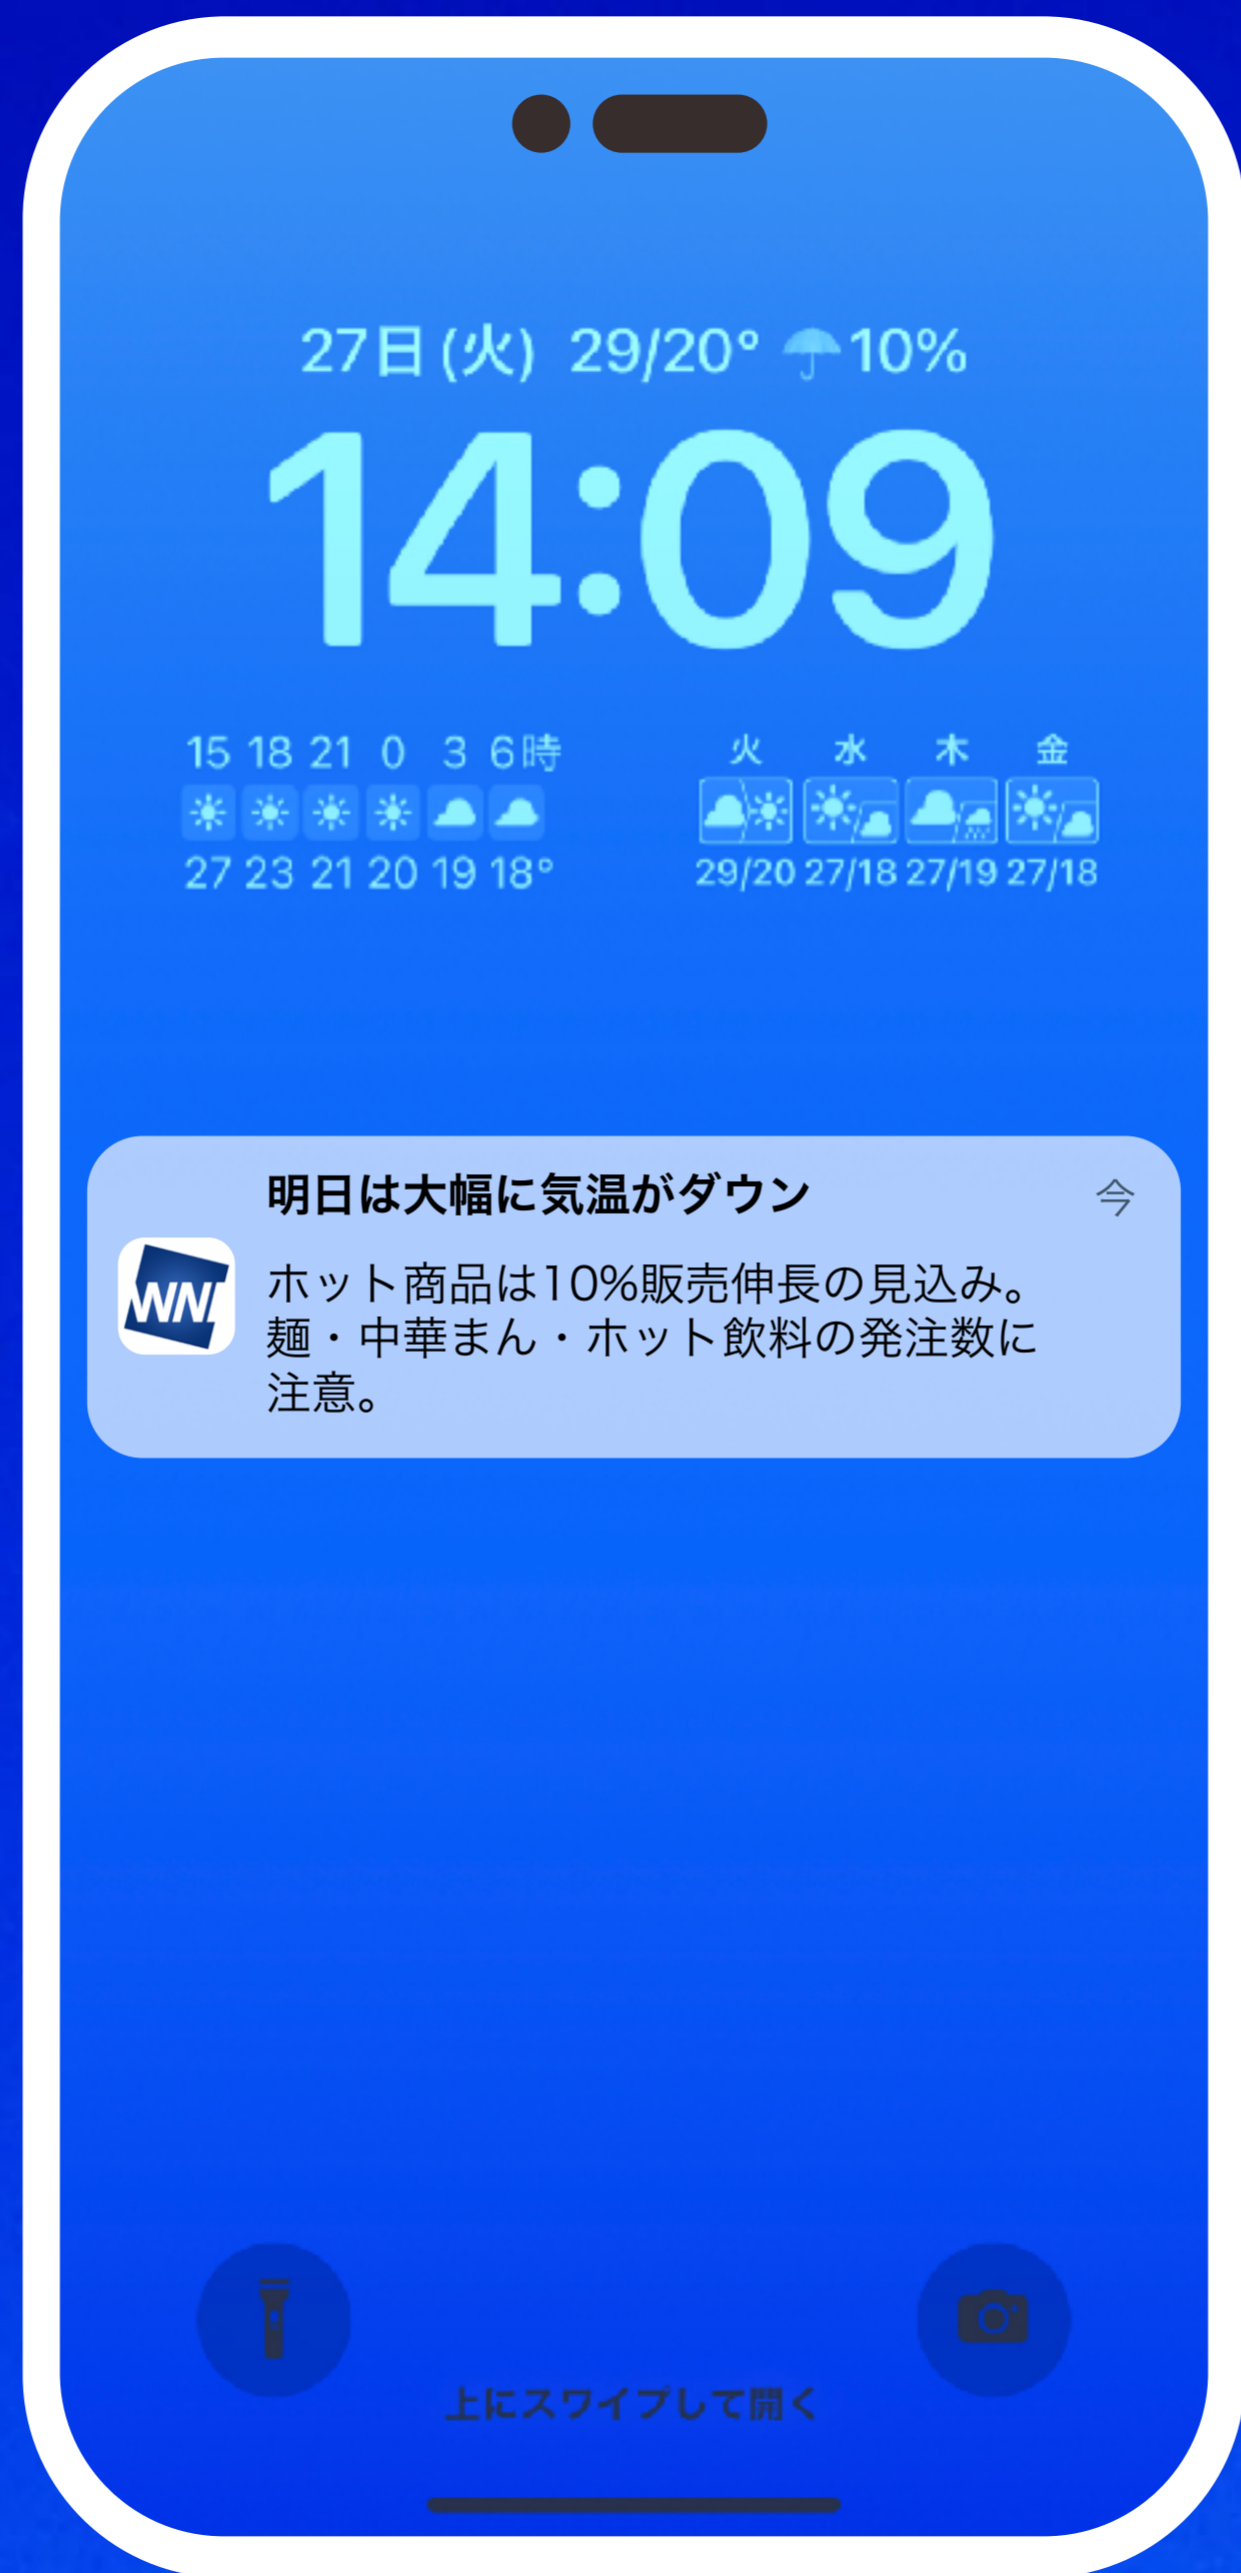 27日(火) 29/20° 10%
14:09
15 18 21 0 3 6時
27 23 21 20 19 18°
火 水 木 金
29/20 27/18 27/19 27/18
明日は大幅に気温がダウン 今
WNI
ホット商品は10%販売伸長の見込み。
麺・中華まん・ホット飲料の発注数に
注意。
上にスワイプして開く